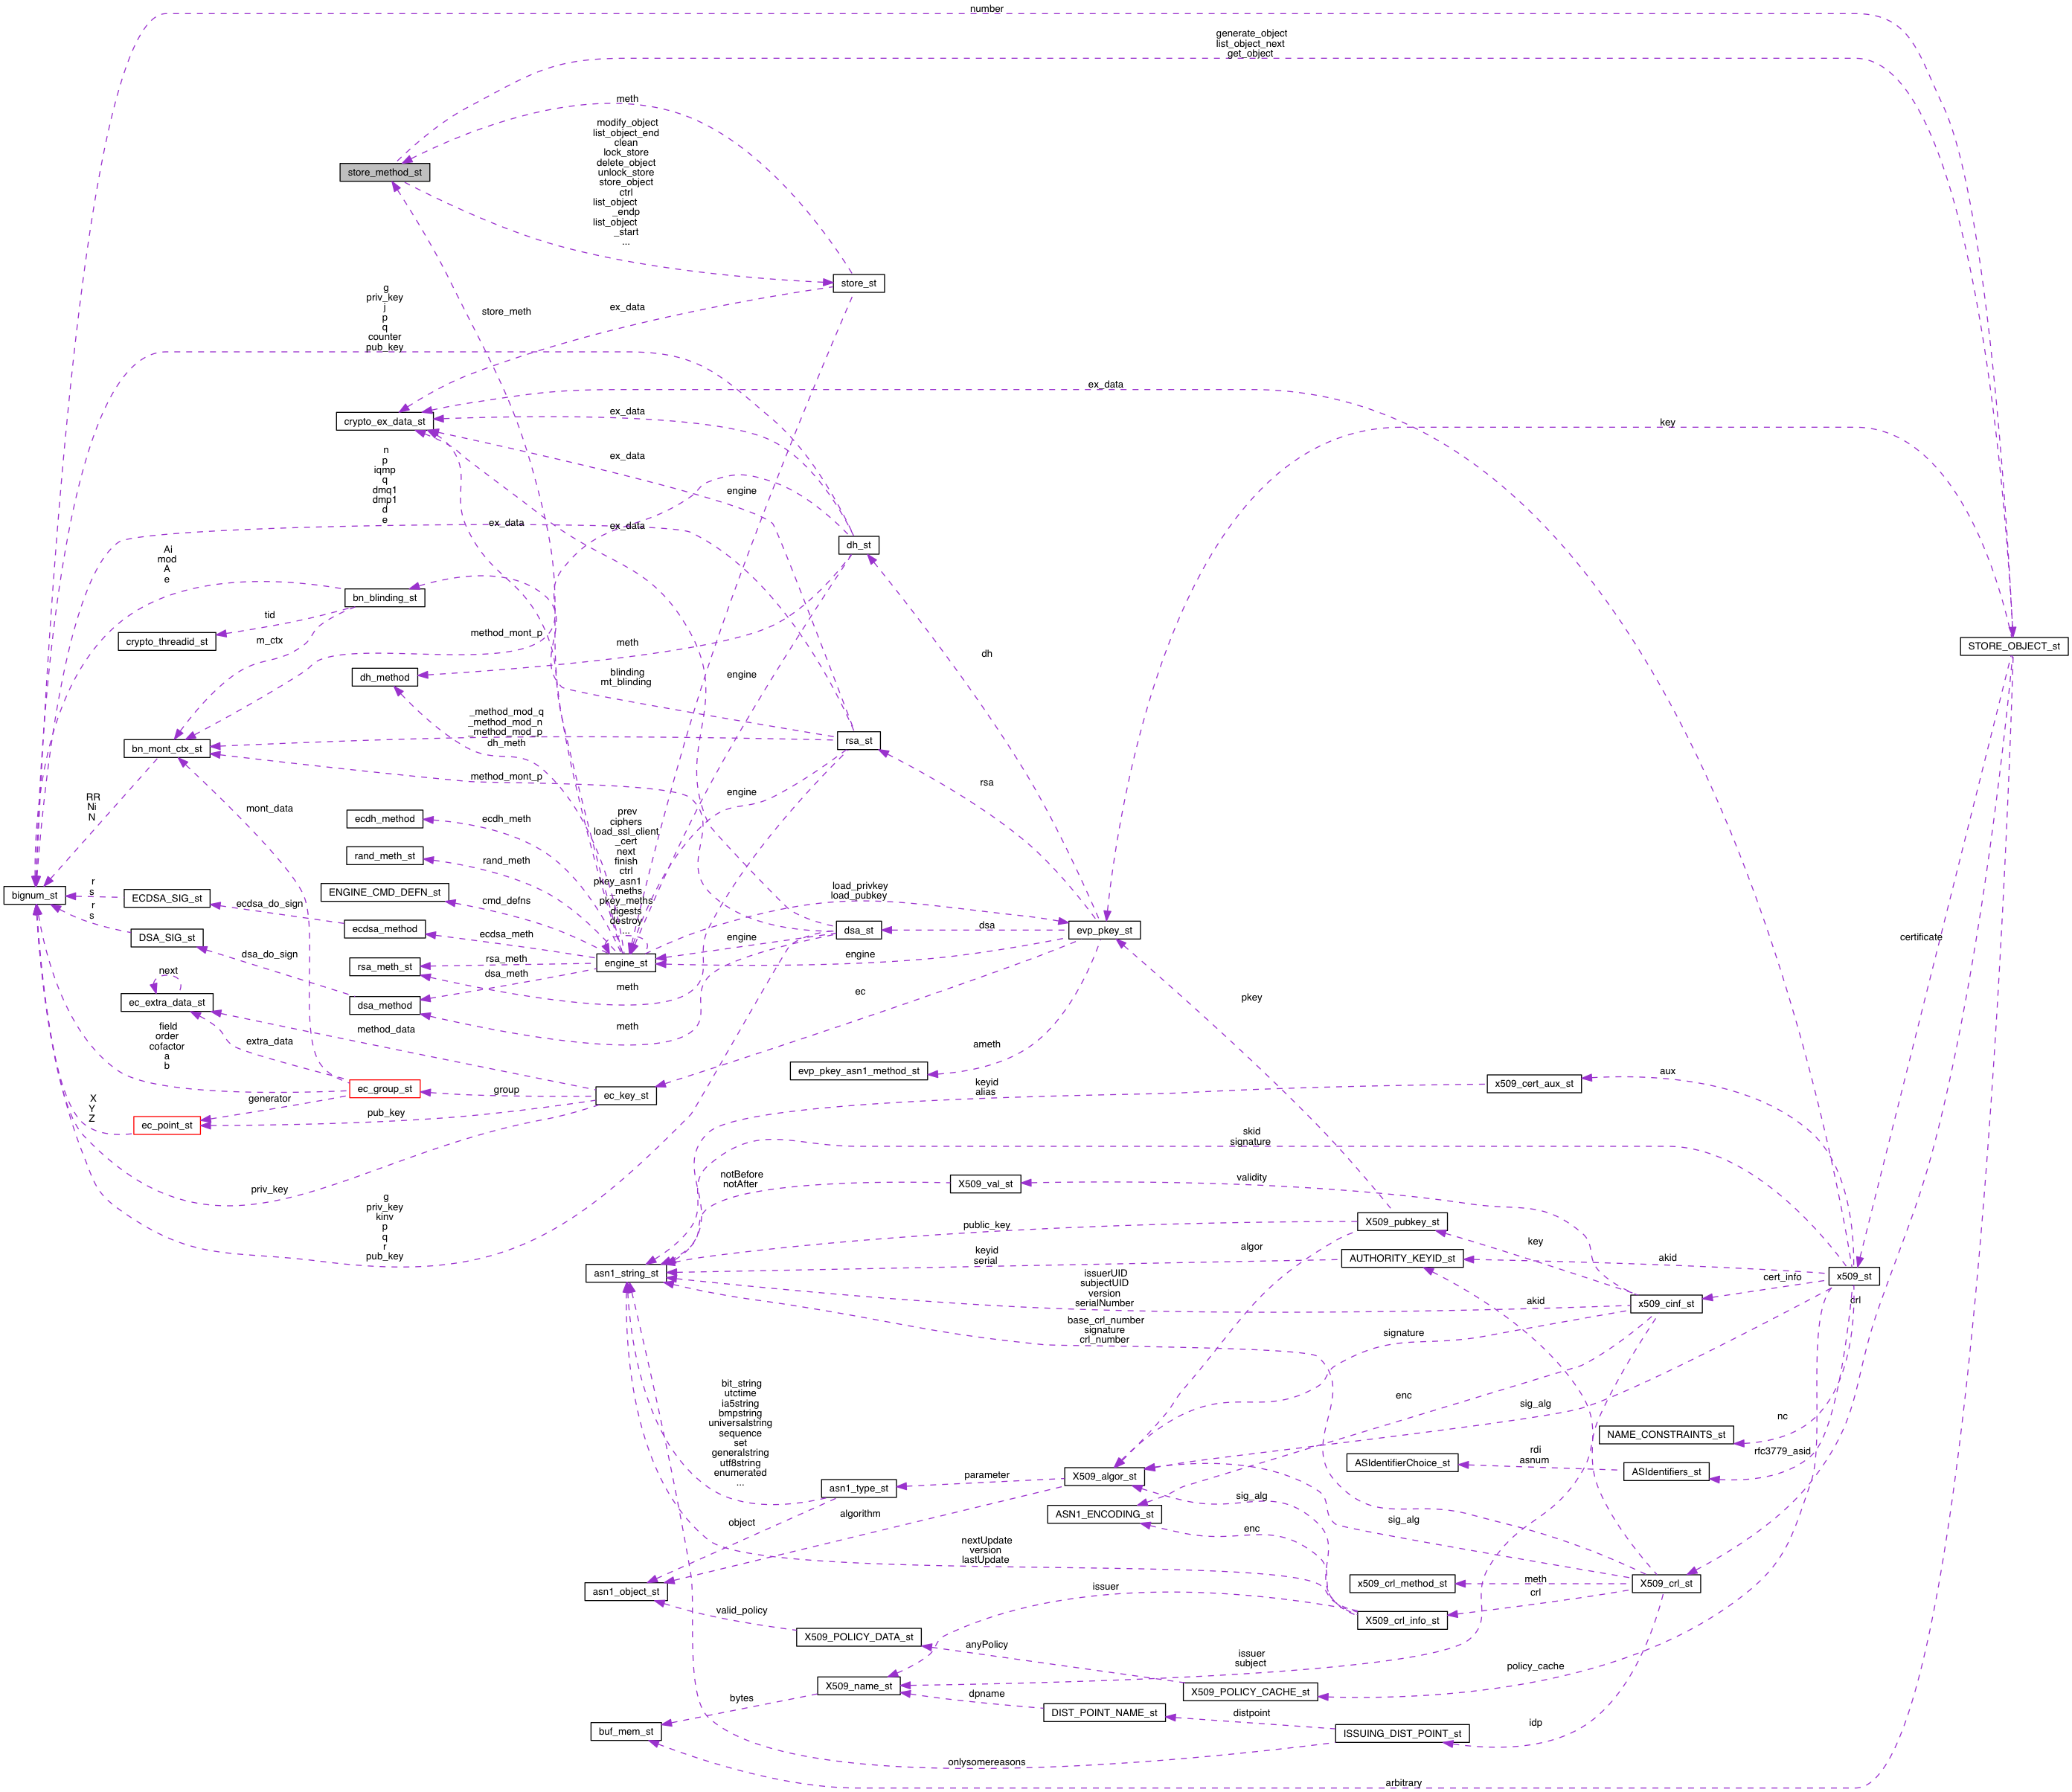 number
generate_object
list_object_next
get_object
meth
modify_object
list_object_end
clean
lock_store
delete_object
unlock_store
store_object
ctrl
list_object
_endp
list_object
_start
...
store_method_st
store_st
g
priv_key
j
p
q
counter
pub_key
store_meth
ex_data
ex_data
crypto_ex_data_st
ex_data
key
n
p
iqmp
q
dmq1
dmp1
d
e
ex_data
engine
ex_data
ex_data
dh_st
Ai
mod
A
e
bn_blinding_st
tid
crypto_threadid_st
m_ctx
method_mont_p
meth
STORE_OBJECT_st
dh
dh_method
blinding
mt_blinding
engine
_method_mod_q
_method_mod_n
_method_mod_p
dh_meth
rsa_st
bn_mont_ctx_st
method_mont_p
rsa
RR
Ni
N
mont_data
engine
ecdh_method
ecdh_meth
prev
ciphers
load_ssl_client
_cert
next
finish
ctrl
pkey_asn1
_meths
pkey_meths
digests
destroy
...
rand_meth_st
rand_meth
ENGINE_CMD_DEFN_st
cmd_defns
load_privkey
load_pubkey
bignum_st
r
s
ECDSA_SIG_st
ecdsa_do_sign
ecdsa_method
ecdsa_meth
r
s
DSA_SIG_st
dsa_do_sign
engine
dsa_st
dsa
evp_pkey_st
certificate
rsa_meth_st
rsa_meth
engine_st
engine
dsa_meth
next
ec_extra_data_st
dsa_method
meth
ec
pkey
meth
method_data
extra_data
field
order
cofactor
a
b
ameth
evp_pkey_asn1_method_st
aux
x509_cert_aux_st
ec_group_st
group
ec_key_st
keyid
alias
generator
X
Y
Z
ec_point_st
pub_key
skid
signature
priv_key
notBefore
notAfter
X509_val_st
validity
g
priv_key
kinv
p
q
r
pub_key
public_key
X509_pubkey_st
key
algor
asn1_string_st
keyid
serial
AUTHORITY_KEYID_st
akid
x509_st
cert_info
issuerUID
subjectUID
version
serialNumber
akid
x509_cinf_st
crl
base_crl_number
signature
crl_number
signature
bit_string
utctime
ia5string
bmpstring
universalstring
sequence
set
generalstring
utf8string
enumerated
...
enc
sig_alg
nc
NAME_CONSTRAINTS_st
rfc3779_asid
rdi
asnum
ASIdentifierChoice_st
ASIdentifiers_st
X509_algor_st
parameter
asn1_type_st
sig_alg
ASN1_ENCODING_st
algorithm
object
enc
sig_alg
nextUpdate
version
lastUpdate
asn1_object_st
x509_crl_method_st
meth
X509_crl_st
issuer
crl
X509_crl_info_st
valid_policy
X509_POLICY_DATA_st
anyPolicy
issuer
subject
policy_cache
X509_name_st
X509_POLICY_CACHE_st
bytes
dpname
DIST_POINT_NAME_st
distpoint
idp
buf_mem_st
ISSUING_DIST_POINT_st
onlysomereasons
arbitrary